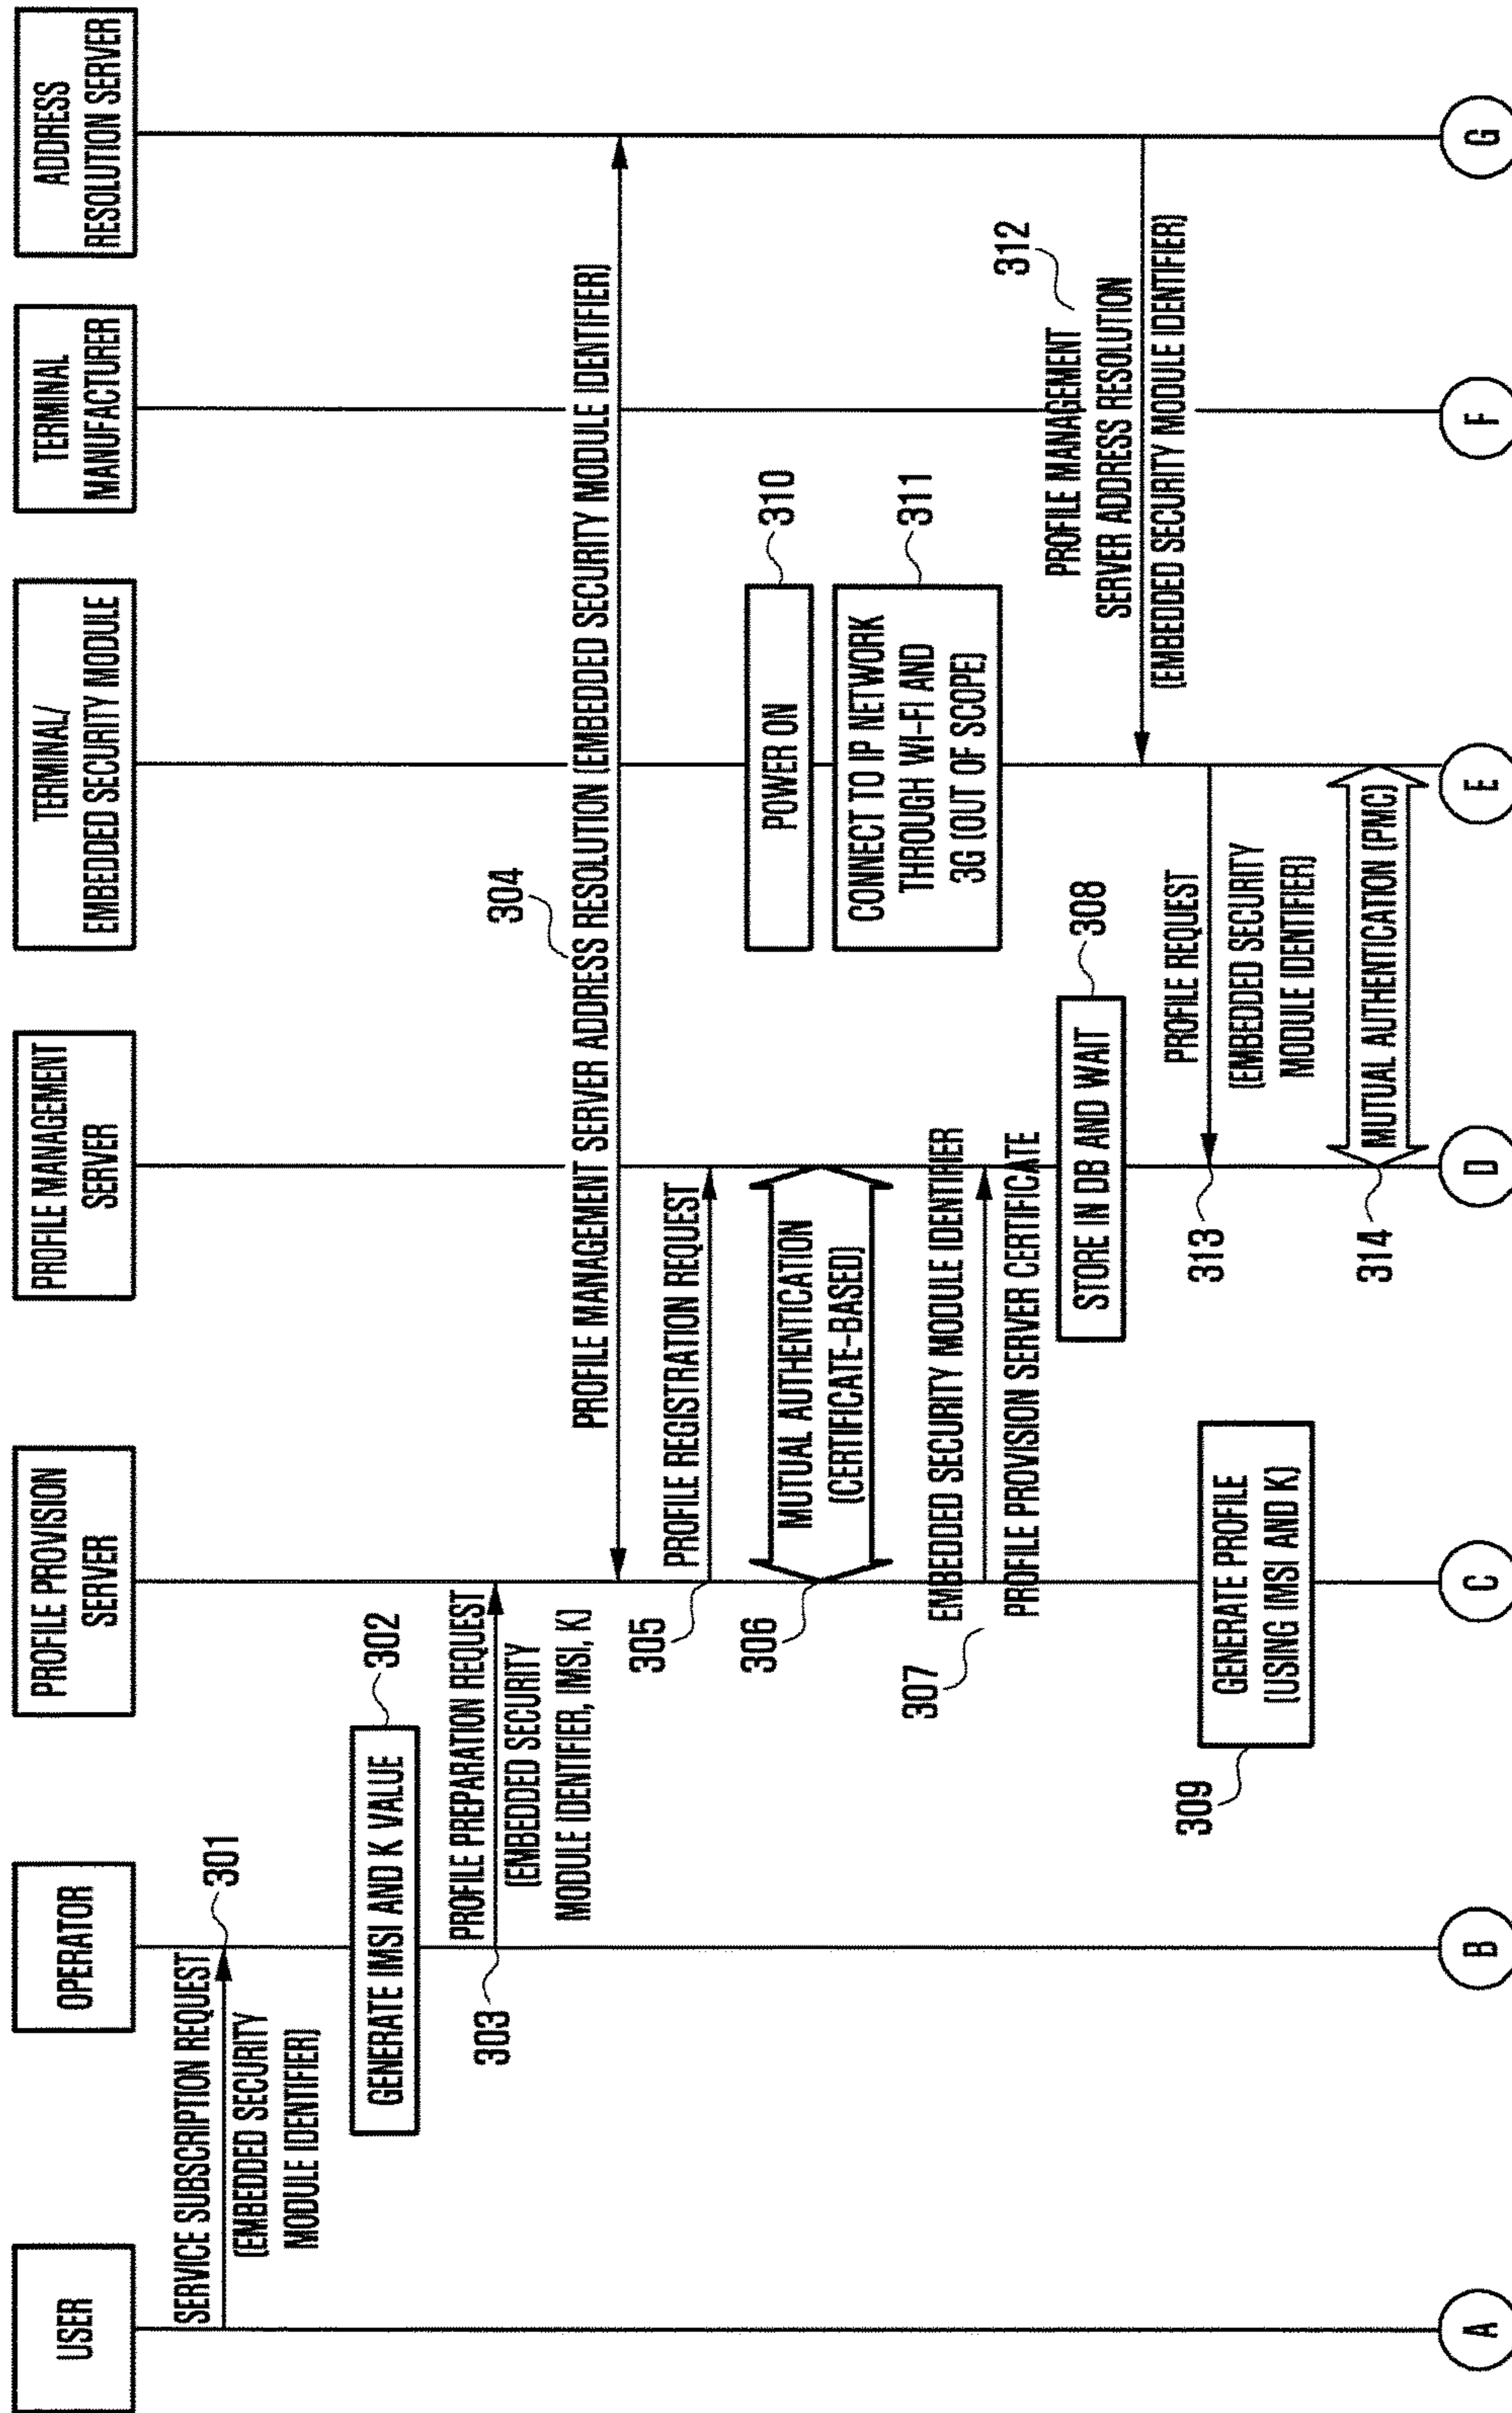 USER
OPERATOR
PROFILE PROVISION
SERVER
PROFILE MANAGEMENT
SERVER
TERMINAL/
EMBEDDED SECURITY MODULE
TERMINAL
MANUFACTURER
ADDRESS
RESOLUTION SERVER
SERVICE SUBSCRIPTION REQUEST
(EMBEDDED SECURITY
MODULE IDENTIFIER)
301
GENERATE IMSI AND K VALUE
302
PROFILE PREPARATION REQUEST
(EMBEDDED SECURITY
MODULE IDENTIFIER, IMSI, K)
303
304
PROFILE MANAGEMENT SERVER ADDRESS RESOLUTION (EMBEDDED SECURITY MODULE IDENTIFIER)
PROFILE REGISTRATION REQUEST
305
MUTUAL AUTHENTICATION
(CERTIFICATE-BASED)
306
EMBEDDED SECURITY MODULE IDENTIFIER
PROFILE PROVISION SERVER CERTIFICATE
307
STORE IN DB AND WAIT
308
GENERATE PROFILE
(USING IMSI AND K)
309
POWER ON
310
CONNECT TO IP NETWORK
THROUGH WI-FI AND
3G (OUT OF SCOPE)
311
312
PROFILE MANAGEMENT
SERVER ADDRESS RESOLUTION
(EMBEDDED SECURITY MODULE IDENTIFIER)
PROFILE REQUEST
(EMBEDDED SECURITY
MODULE IDENTIFIER)
313
MUTUAL AUTHENTICATION (PMC)
314
A
B
C
D
E
F
G